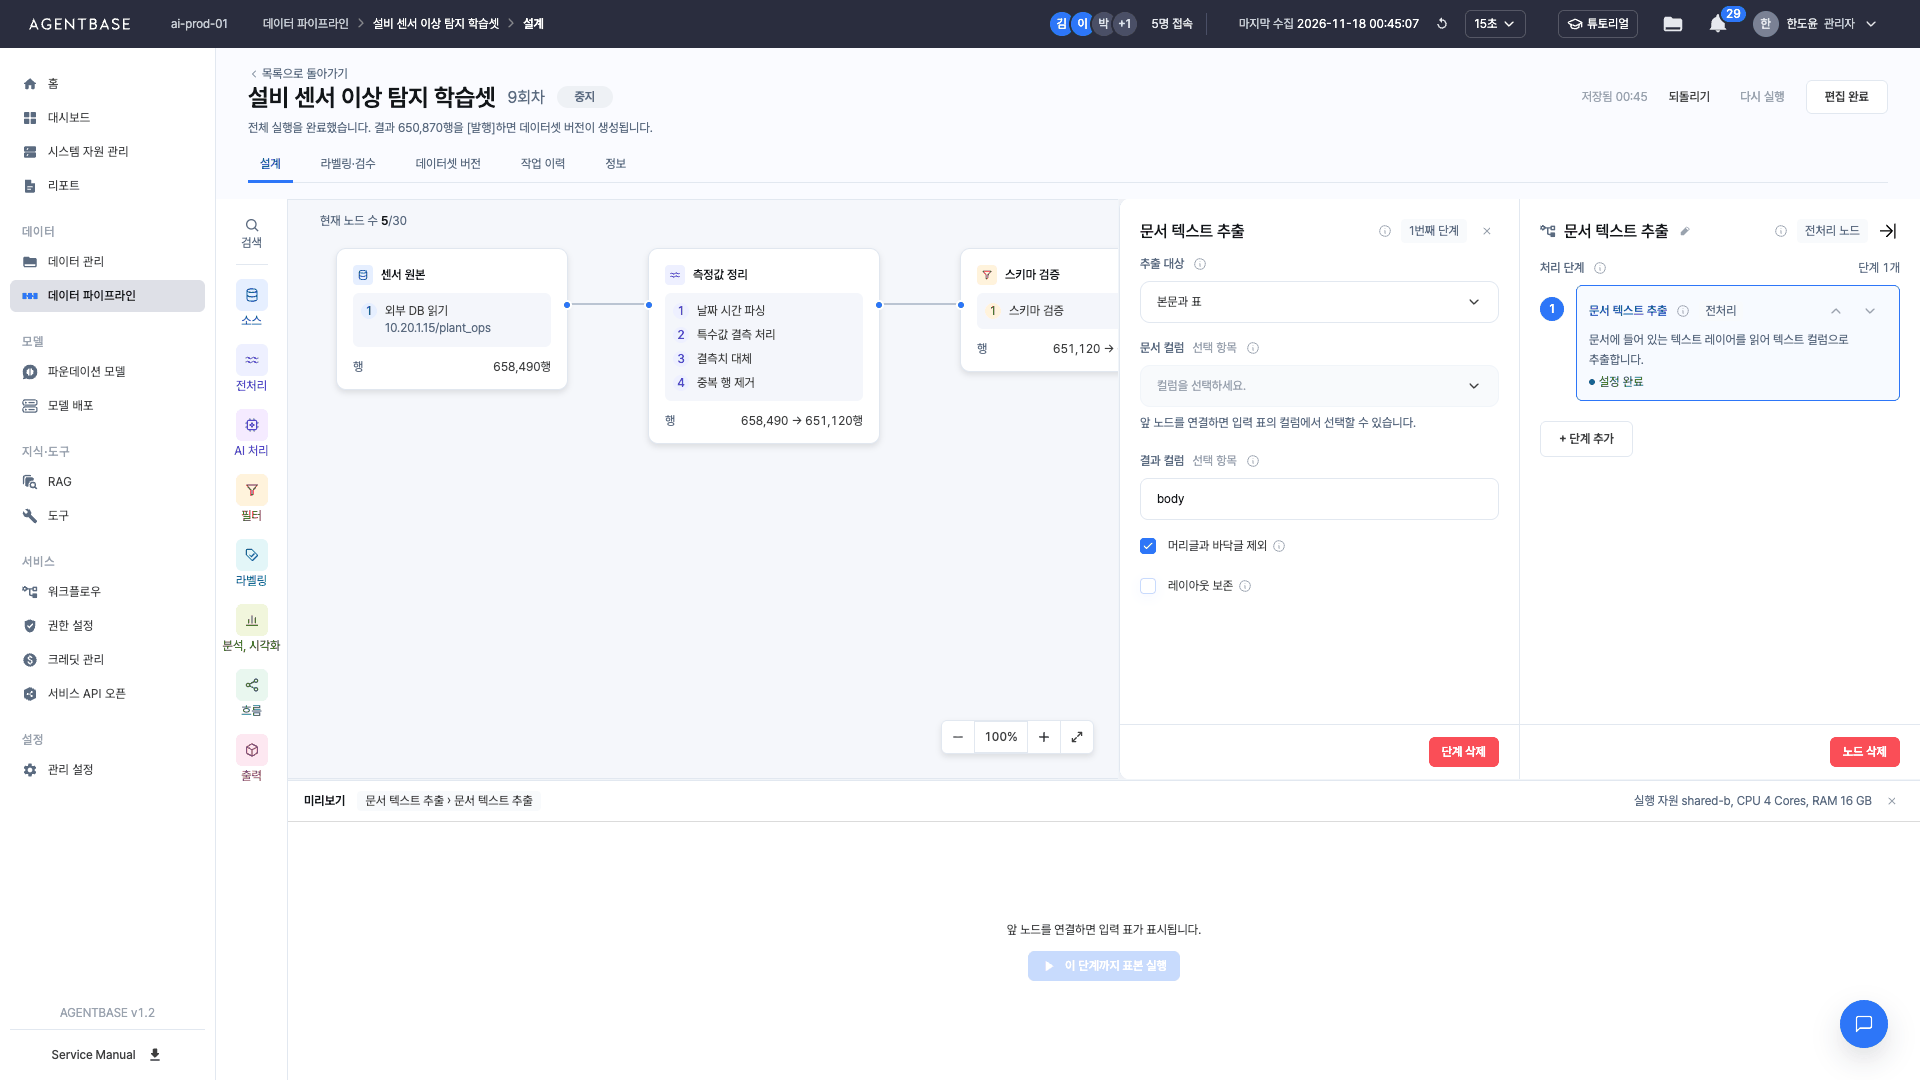 AGENTBASE
ai-prod-01
데이터 파이프라인 > 설비 센서 이상 탐지 학습셋 > 설계
김 이 박 +1 5명 접속
마지막 수집 2026-11-18 00:45:07
15초
튜토리얼
29
한 한도윤 관리자
홈
대시보드
시스템 자원 관리
리포트
데이터
데이터 관리
데이터 파이프라인
모델
파운데이션 모델
모델 배포
지식·도구
RAG
도구
서비스
워크플로우
권한 설정
크레딧 관리
서비스 API 오픈
설정
관리 설정
AGENTBASE v1.2
Service Manual
목록으로 돌아가기
설비 센서 이상 탐지 학습셋 9회차 중지
전체 실행을 완료했습니다. 결과 650,870행을 [발행]하면 데이터셋 버전이 생성됩니다.
저장됨 00:45 되돌리기 다시 실행 편집 완료
설계 라벨링·검수 데이터셋 버전 작업 이력 정보
검색
소스
전처리
AI 처리
필터
라벨링
분석, 시각화
흐름
출력
현재 노드 수 5/30
센서 원본
1 외부 DB 읽기
10.20.1.15/plant_ops
행 658,490행
측정값 정리
1 날짜 시간 파싱
2 특수값 결측 처리
3 결측치 대체
4 중복 행 제거
행 658,490 → 651,120행
스키마 검증
1 스키마 검증
행 651,120 →
100%
문서 텍스트 추출 1번째 단계
추출 대상
본문과 표
문서 컬럼 선택 항목
컬럼을 선택하세요.
앞 노드를 연결하면 입력 표의 컬럼에서 선택할 수 있습니다.
결과 컬럼 선택 항목
body
머리글과 바닥글 제외
레이아웃 보존
단계 삭제
문서 텍스트 추출 전처리 노드
처리 단계 단계 1개
1 문서 텍스트 추출 전처리
문서에 들어 있는 텍스트 레이어를 읽어 텍스트 컬럼으로
추출합니다.
설정 완료
+ 단계 추가
노드 삭제
미리보기 문서 텍스트 추출 › 문서 텍스트 추출
실행 자원 shared-b, CPU 4 Cores, RAM 16 GB
앞 노드를 연결하면 입력 표가 표시됩니다.
이 단계까지 표본 실행